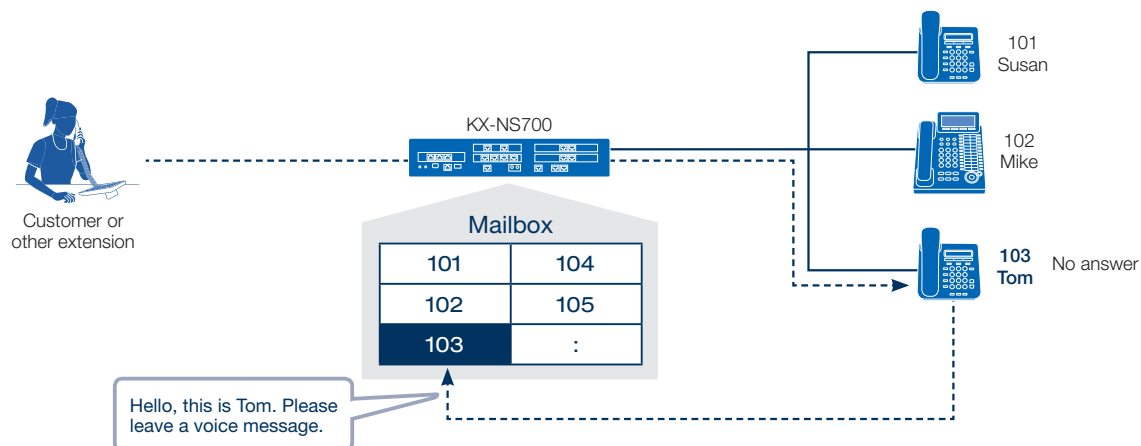 101
Susan
KX-NS700
102
Mike
Customer or
other extension
Mailbox
101 104
102 105
103 :
103
Tom
No answer
Hello, this is Tom. Please
leave a voice message.